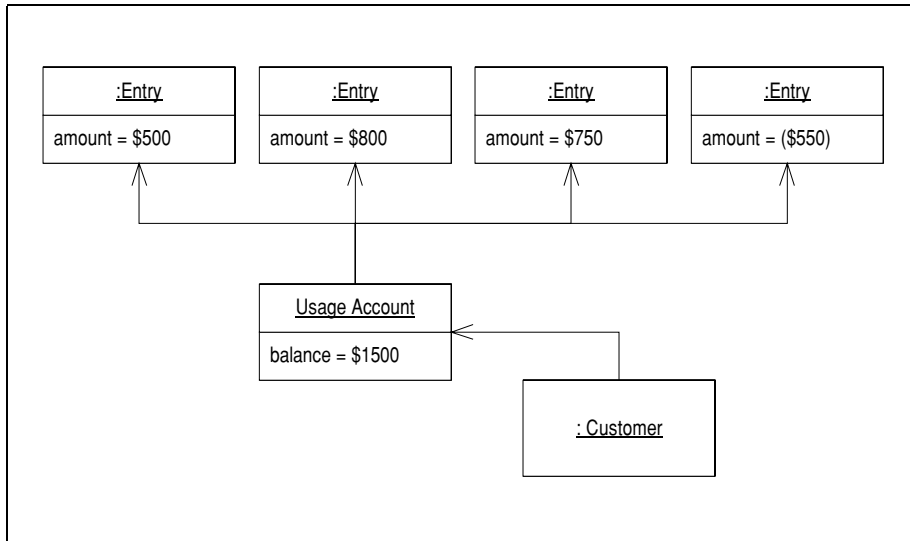 :Entry
amount = $500
:Entry
amount = $800
:Entry
amount = $750
:Entry
amount = ($550)
Usage Account
balance = $1500
: Customer